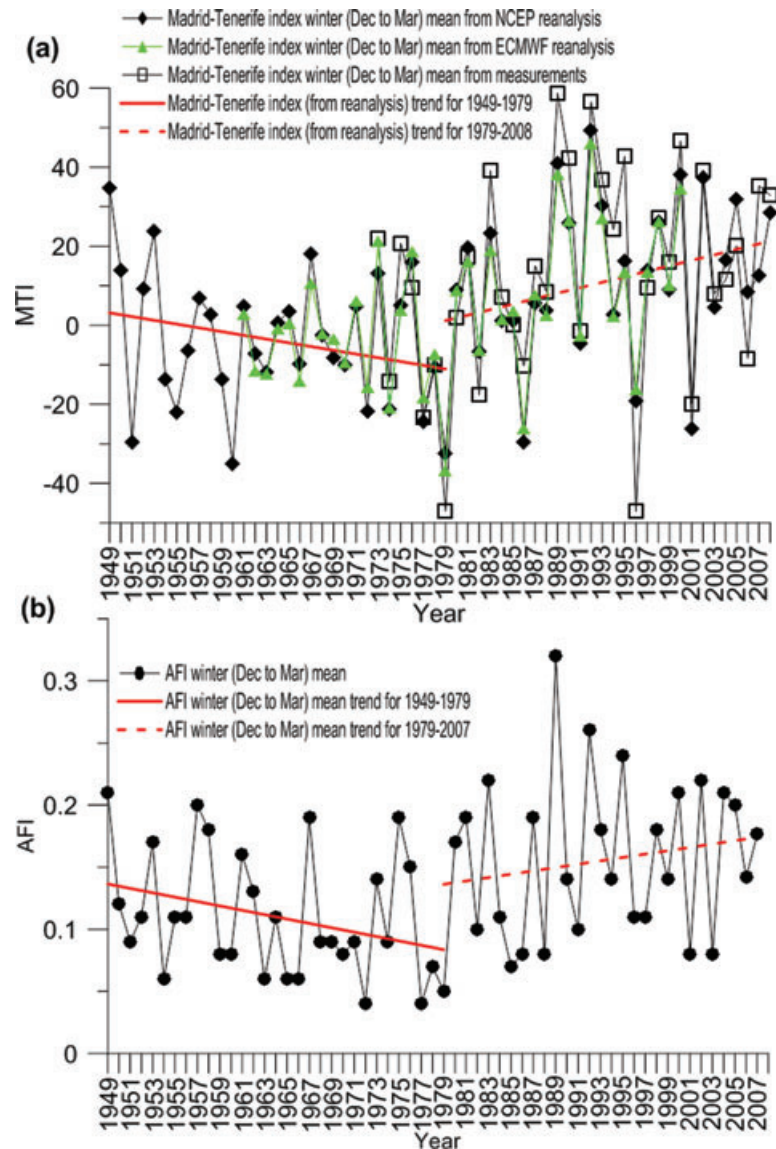 Madrid-Tenerife index winter (Dec to Mar) mean from NCEP reanalysis
(a)
Madrid-Tenerife index winter (Dec to Mar) mean from ECMWF reanalysis
Madrid-Tenerife index winter (Dec to Mar) mean from measurements
Madrid-Tenerife index (from reanalysis) trend for 1949-1979
Madrid-Tenerife index (from reanalysis) trend for 1979-2008
60
40
20
0
-20
-40
MTI
1949 1951 1953 1955 1957 1959 1961 1963 1965 1967 1969 1971 1973 1975 1977 1979 1981 1983 1985 1987 1989 1991 1993 1995 1997 1999 2001 2003 2005 2007
Year
(b)
AFI winter (Dec to Mar) mean
AFI winter (Dec to Mar) mean trend for 1949-1979
AFI winter (Dec to Mar) mean trend for 1979-2007
0.3
0.2
0.1
0
AFI
1949 1951 1953 1955 1957 1959 1961 1963 1965 1967 1969 1971 1973 1975 1977 1979 1981 1983 1985 1987 1989 1991 1993 1995 1997 1999 2001 2003 2005 2007
Year